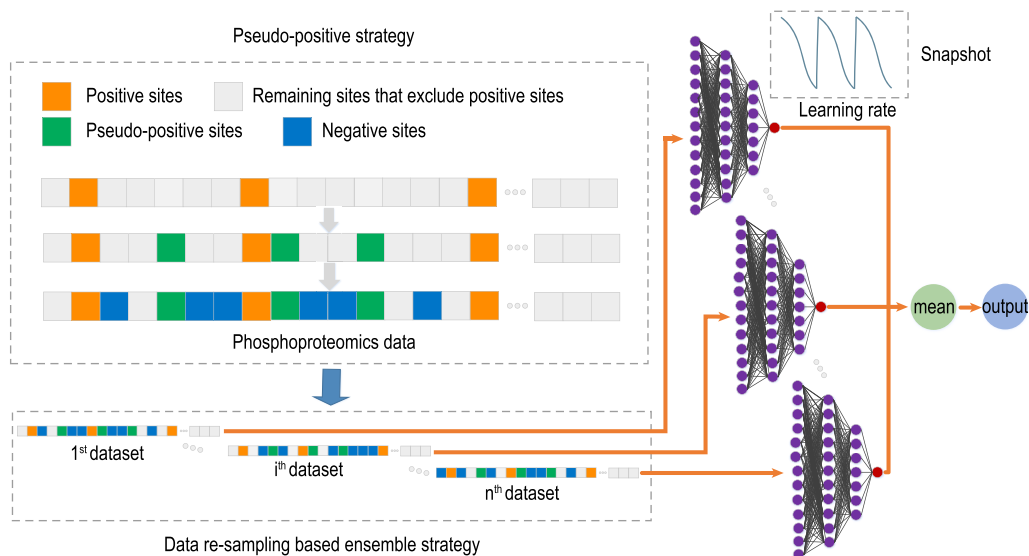 Pseudo-positive strategy
Positive sites
Remaining sites that exclude positive sites
Pseudo-positive sites
Negative sites
Phosphoproteomics data
1st dataset
ith dataset
nth dataset
Data re-sampling based ensemble strategy
Snapshot
Learning rate
mean
output